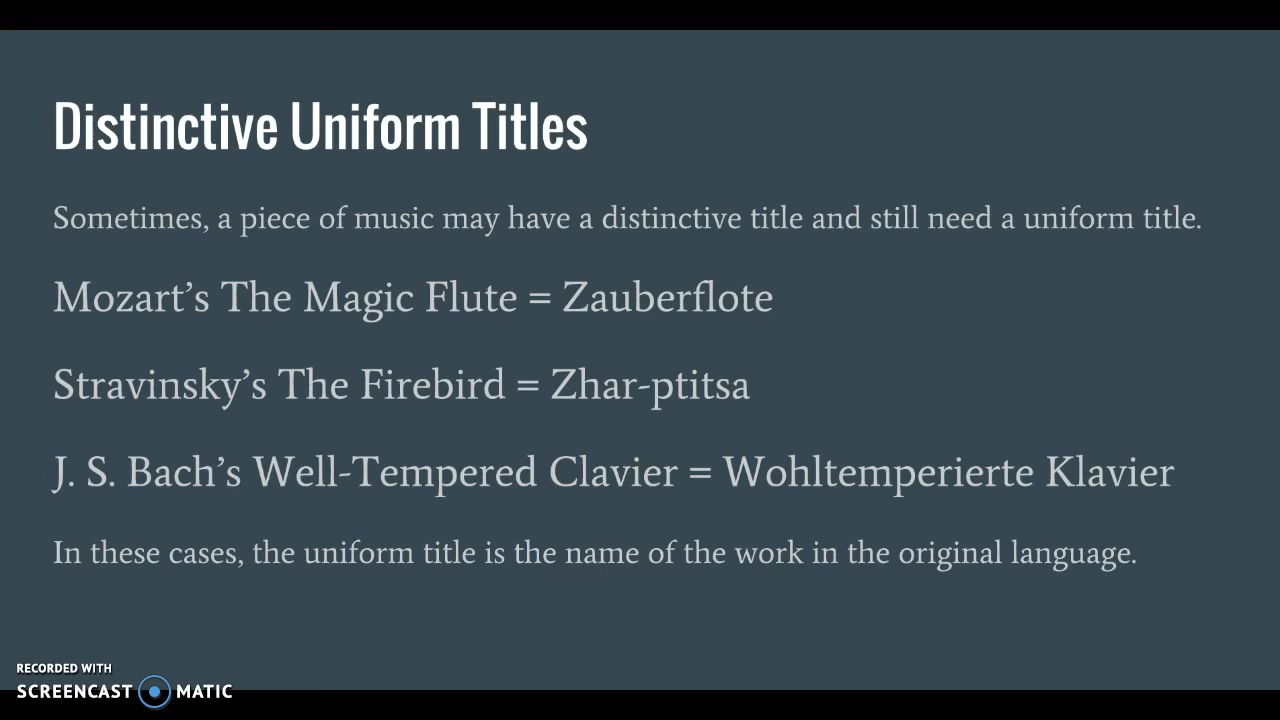 Distinctive Uniform Titles
Sometimes, a piece of music may have a distinctive title and still need a uniform title.
Mozart’s The Magic Flute = Zauberflote
Stravinsky’s The Firebird = Zhar-ptitsa
J. S. Bach’s Well-Tempered Clavier = Wohltemperierte Klavier
In these cases, the uniform title is the name of the work in the original language.
RECORDED WITH
SCREENCAST MATIC